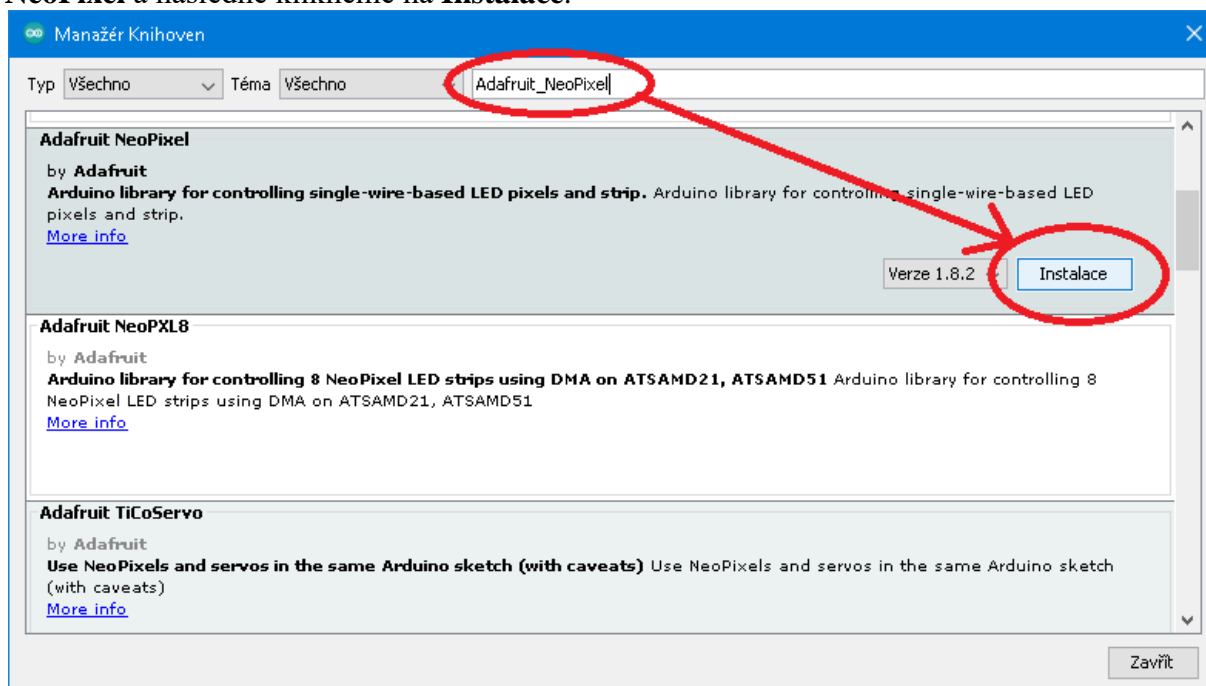 NeoPixel a následně klikneme na Instalace.
Manažér Knihoven
Typ Všechno Téma Všechno Adafruit_NeoPixel
Adafruit NeoPixel
by Adafruit
Arduino library for controlling single-wire-based LED pixels and strip. Arduino library for controlling single-wire-based LED
pixels and strip.
More info
Verze 1.8.2 Instalace
Adafruit NeoPXL8
by Adafruit
Arduino library for controlling 8 NeoPixel LED strips using DMA on ATSAMD21, ATSAMD51 Arduino library for controlling 8
NeoPixel LED strips using DMA on ATSAMD21, ATSAMD51
More info
Adafruit TiCoServo
by Adafruit
Use NeoPixels and servos in the same Arduino sketch (with caveats) Use NeoPixels and servos in the same Arduino sketch
(with caveats)
More info
Zavřít